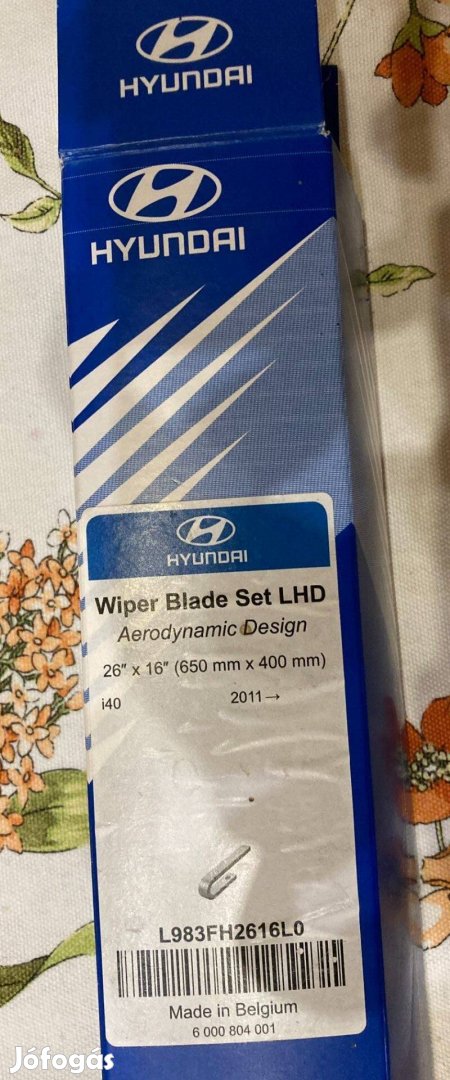 HYUNDAI
HYUNDAI
HYUNDAI
Wiper Blade Set LHD
Aerodynamic Design
26" x 16" (650 mm x 400 mm)
i40 2011→
L983FH2616L0
Made in Belgium
6 000 804 001
Jófogás